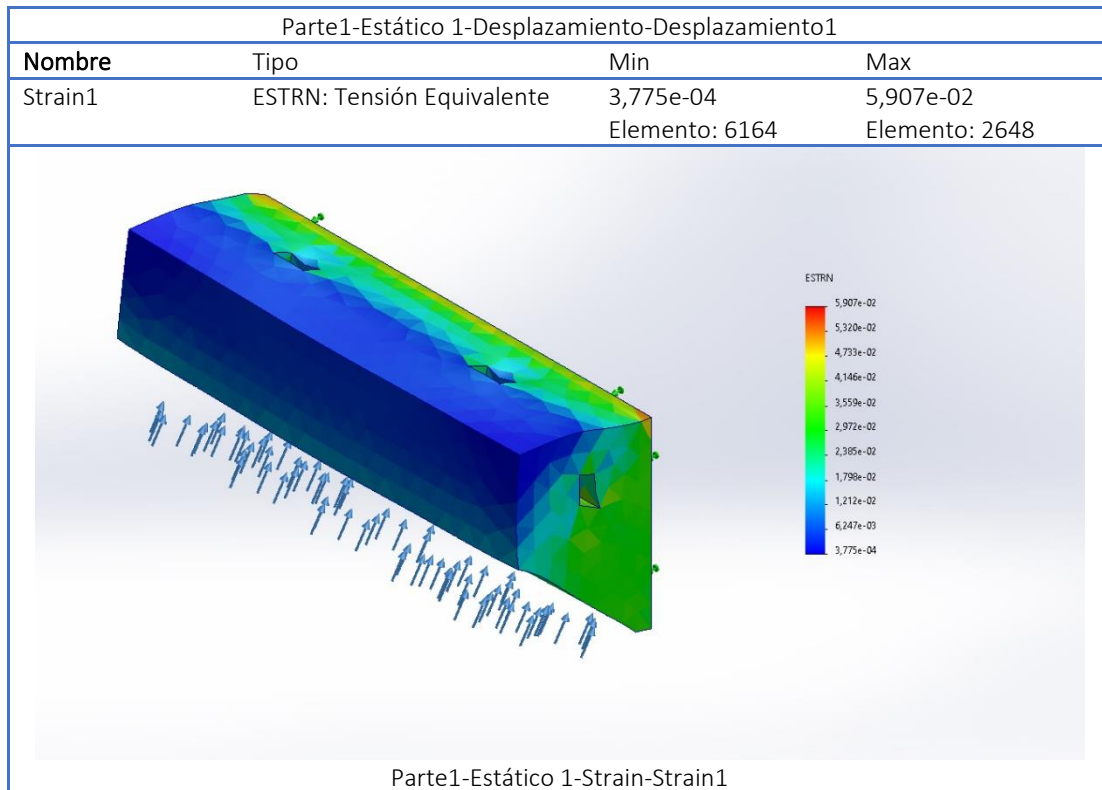 Parte1-Estático 1-Desplazamiento-Desplazamiento1
Nombre Tipo Min Max
Strain1 ESTRN: Tensión Equivalente 3,775e-04 5,907e-02
Elemento: 6164 Elemento: 2648
ESTRN
5,907e-02
5,320e-02
4,733e-02
4,146e-02
3,559e-02
2,972e-02
2,385e-02
1,798e-02
1,212e-02
6,247e-03
3,775e-04
Parte1-Estático 1-Strain-Strain1